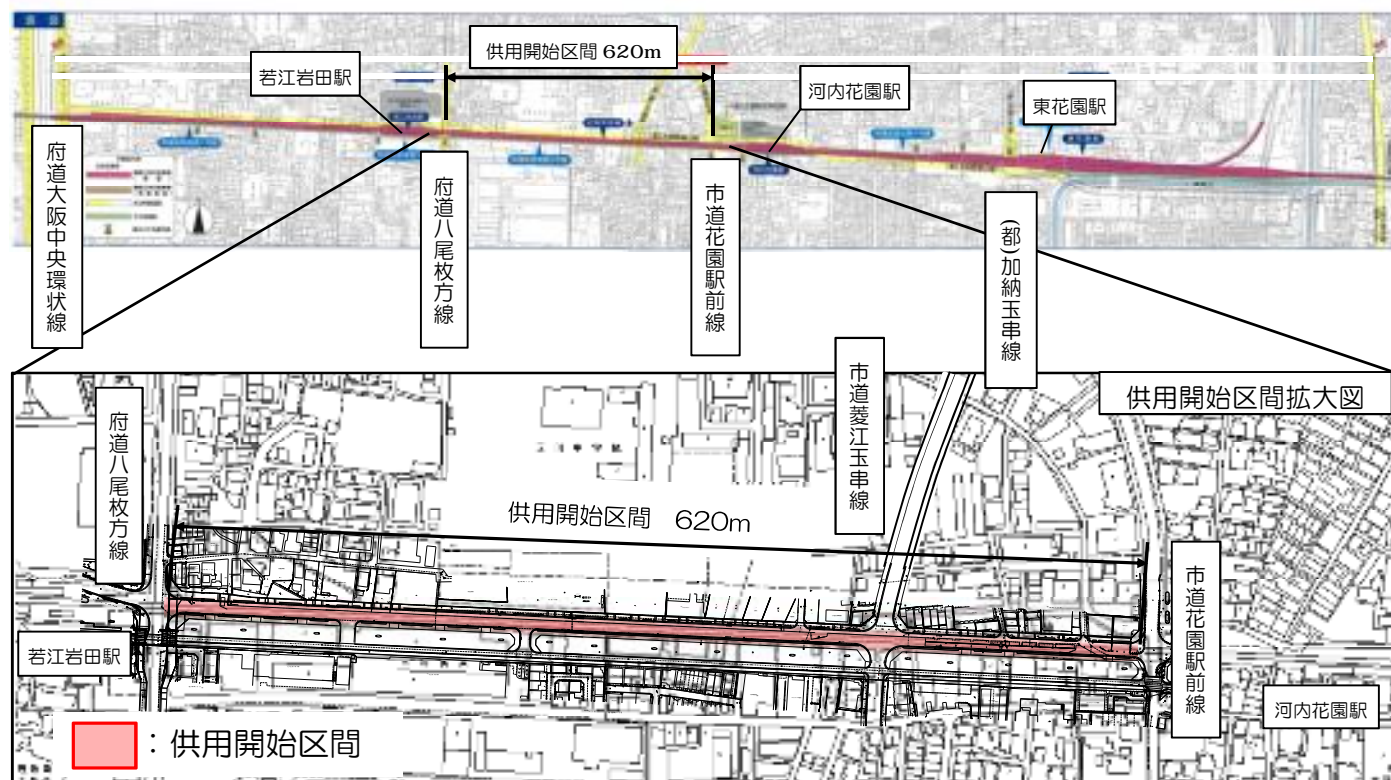 供用開始区間 620m
若江岩田駅
河内花園駅
東花園駅
府道大阪中央環状線
府道八尾枚方線
市道花園駅前線
(都)加納玉串線
市道菱江玉串線
供用開始区間拡大図
府道八尾枚方線
供用開始区間 620m
市道花園駅前線
若江岩田駅
河内花園駅
：供用開始区間